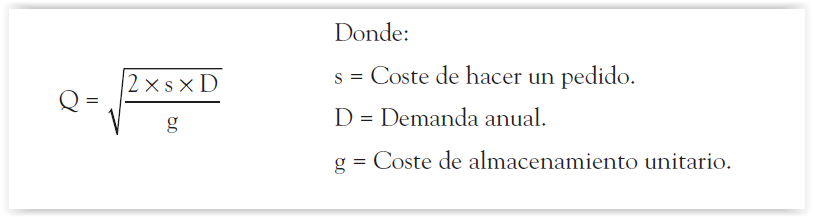 Q = √(2 × s × D / g)
Donde:
s = Coste de hacer un pedido.
D = Demanda anual.
g = Coste de almacenamiento unitario.